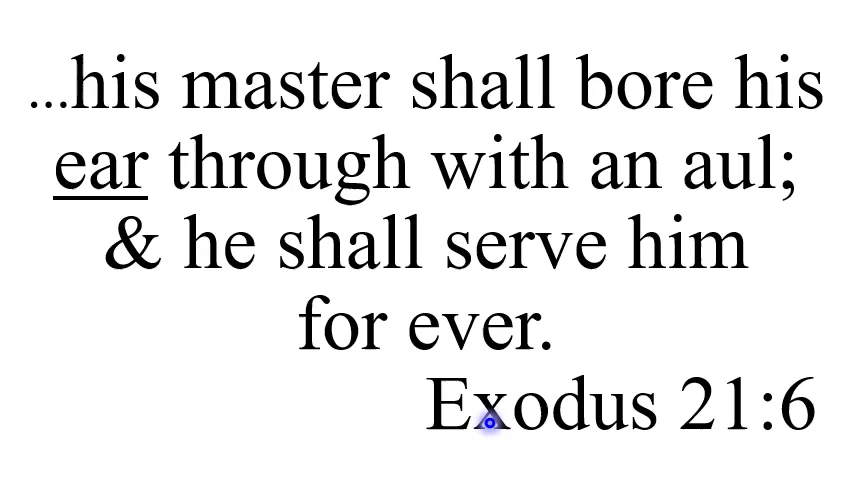 ...his master shall bore his
ear through with an aul;
& he shall serve him
for ever.
Exodus 21:6